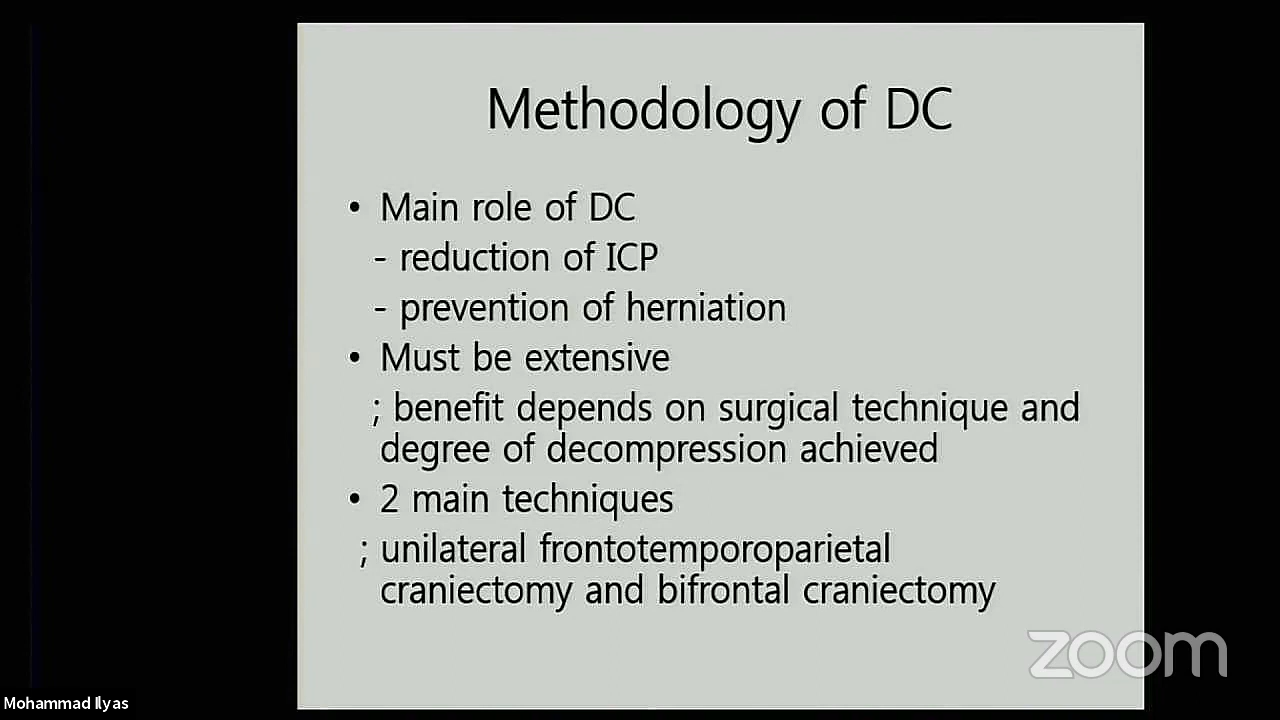 Methodology of DC
• Main role of DC
- reduction of ICP
- prevention of herniation
• Must be extensive
; benefit depends on surgical technique and
degree of decompression achieved
• 2 main techniques
; unilateral frontotemporoparietal
craniectomy and bifrontal craniectomy
zoom
Mohammad Ilyas